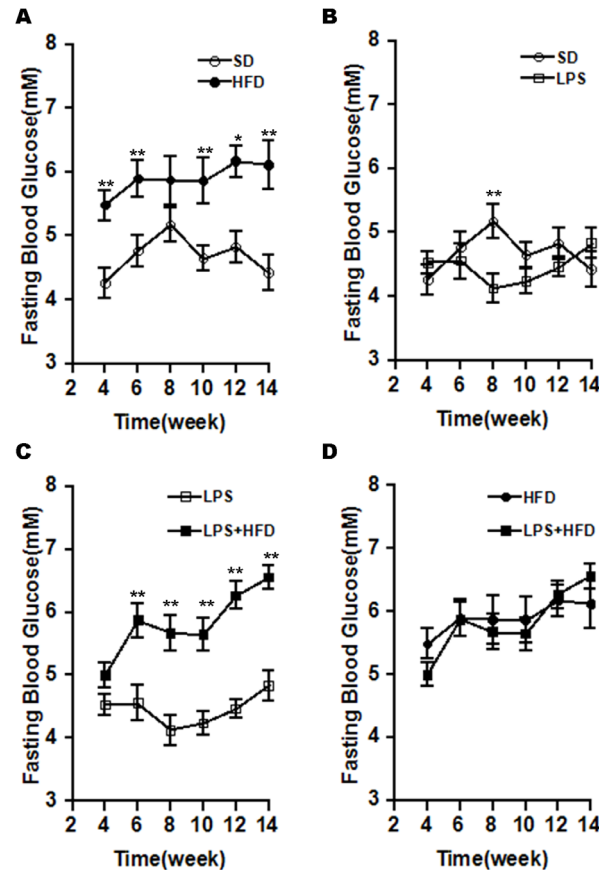 A
SD
HFD
Fasting Blood Glucose(mM)
8
7
6
5
4
3
** ** ** * **
2 4 6 8 10 12 14
Time(week)
B
SD
LPS
Fasting Blood Glucose(mM)
8
7
6
5
4
3
**
2 4 6 8 10 12 14
Time(week)
C
LPS
LPS+HFD
Fasting Blood Glucose(mM)
8
7
6
5
4
3
** ** ** ** **
2 4 6 8 10 12 14
Time(week)
D
HFD
LPS+HFD
Fasting Blood Glucose(mM)
8
7
6
5
4
3
2 4 6 8 10 12 14
Time(week)